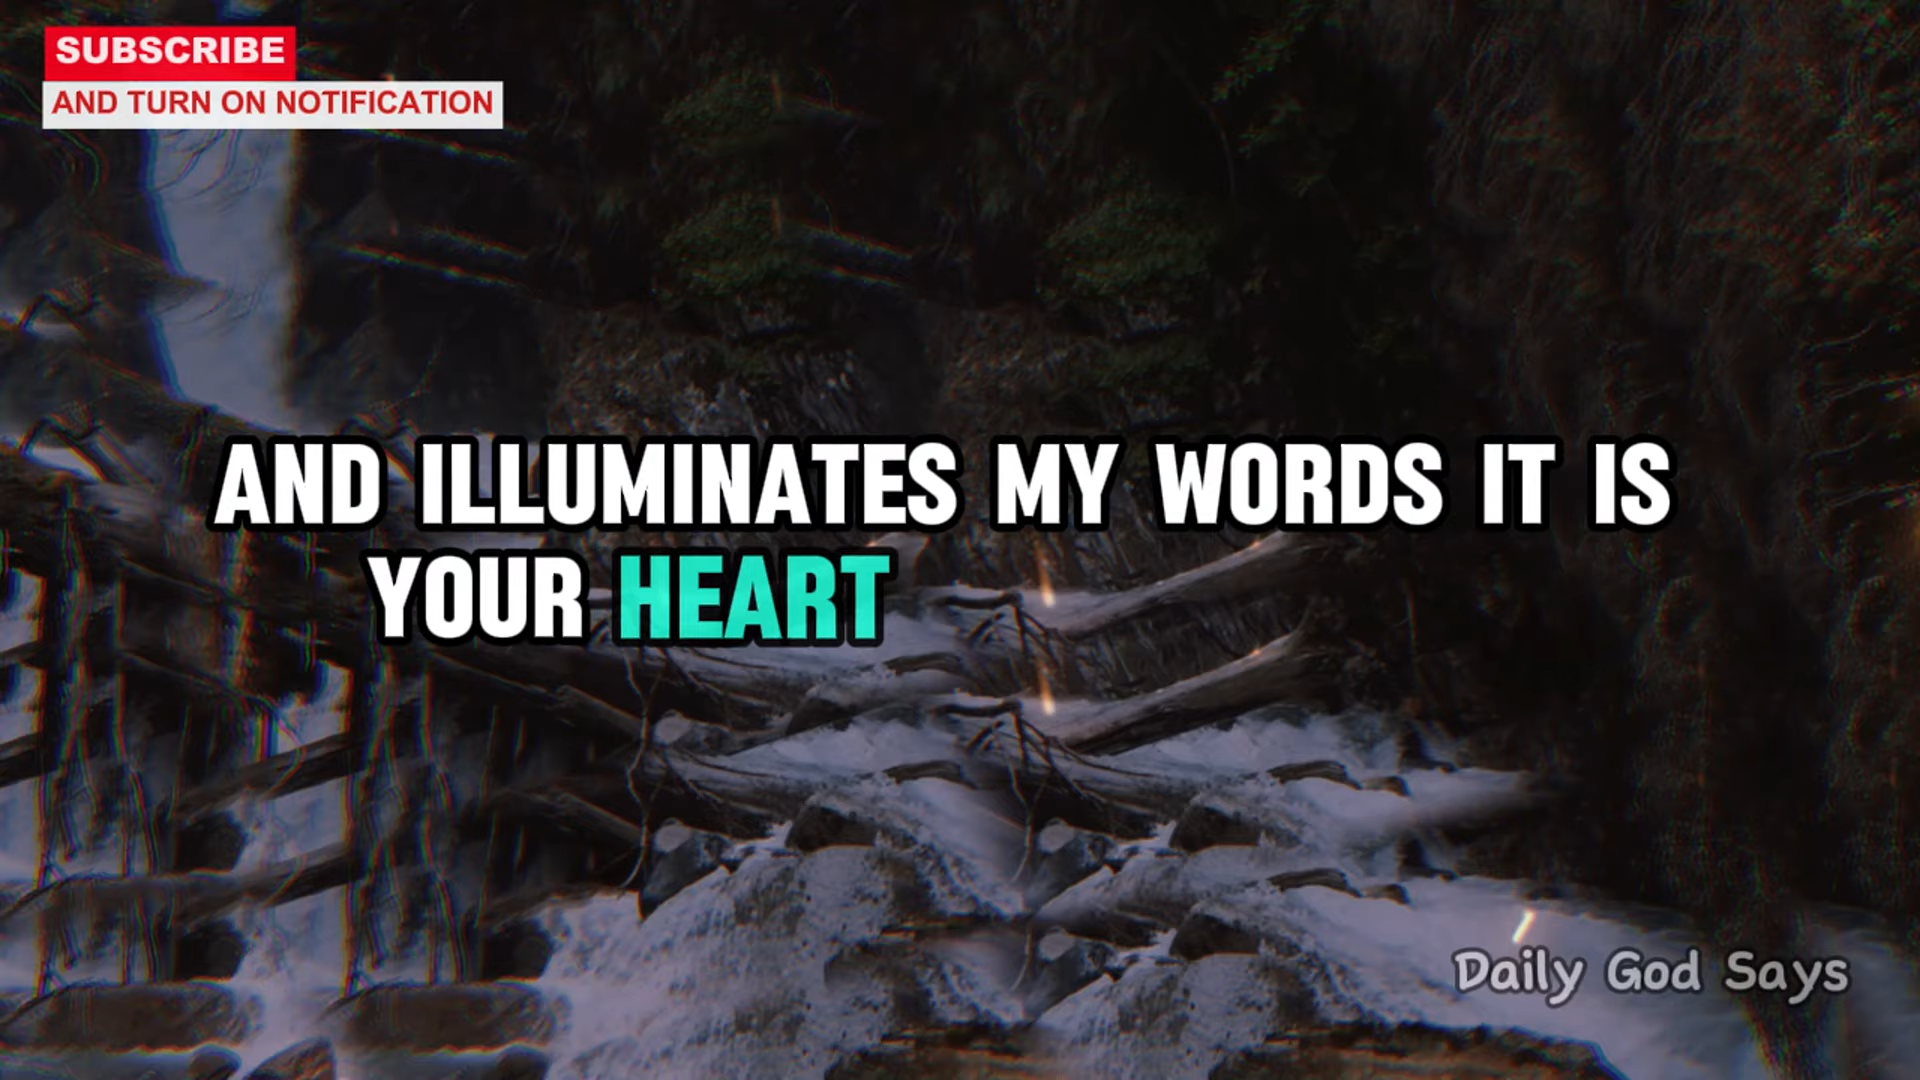 SUBSCRIBE
AND TURN ON NOTIFICATION
AND ILLUMINATES MY WORDS IT IS
YOUR HEART
Daily God Says